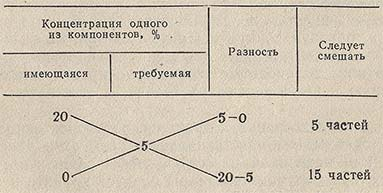 Концентрация одного
из компонентов, %
Разность
Следует
смешать
имеющаяся
требуемая
20
5—0
5 частей
5
0
20—5
15 частей